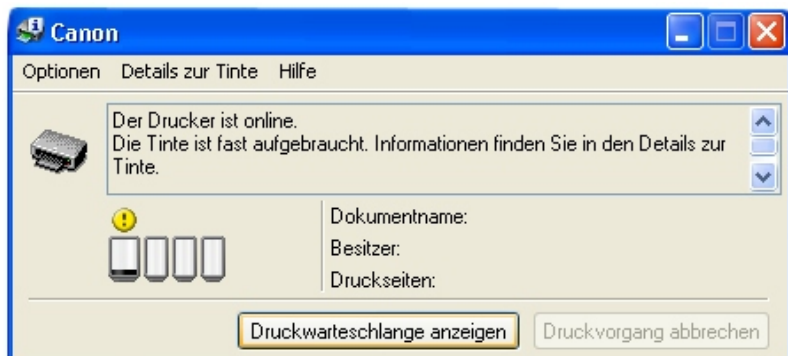 Canon
Optionen Details zur Tinte Hilfe
Der Drucker ist online.
Die Tinte ist fast aufgebraucht. Informationen finden Sie in den Details zur
Tinte.
Dokumentname:
Besitzer:
Druckseiten:
Druckwarteschlange anzeigen Druckvorgang abbrechen